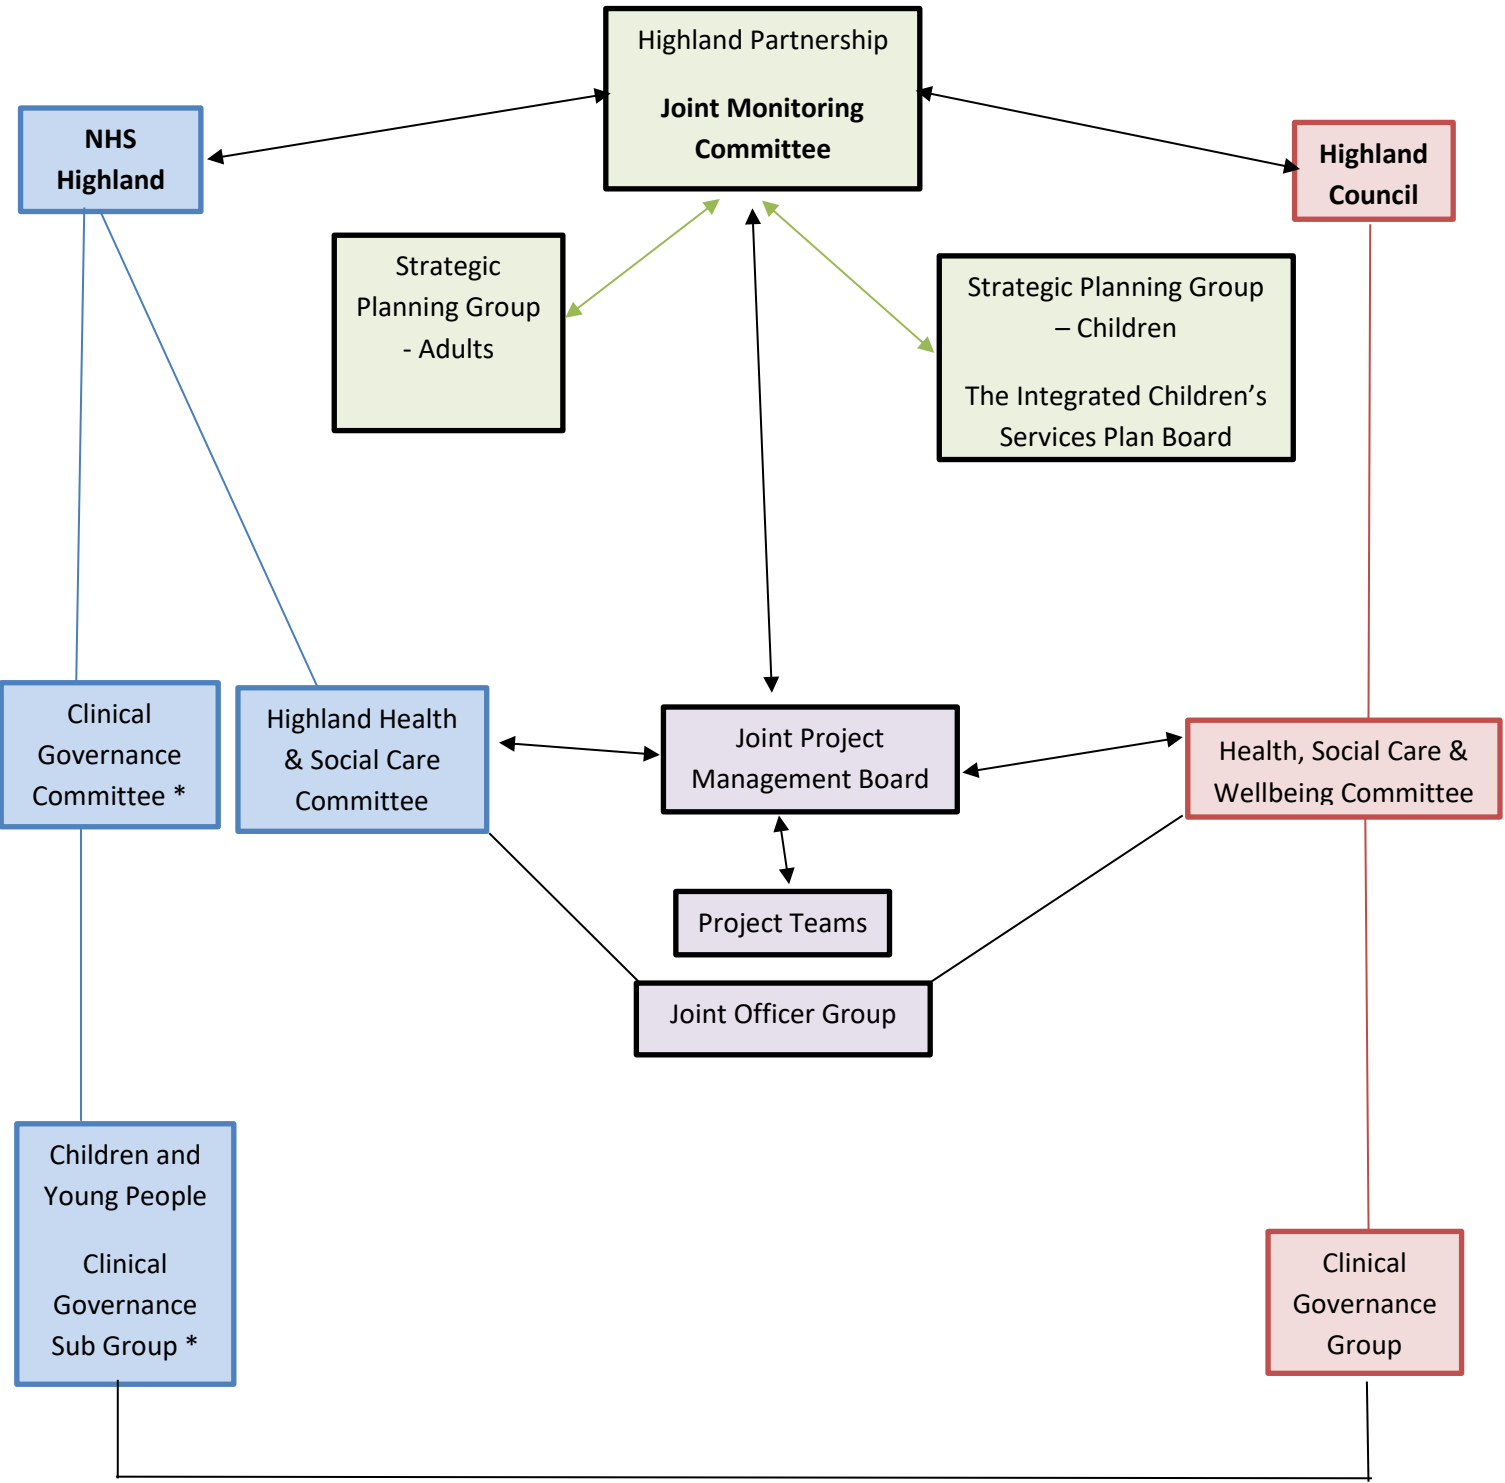 Highland Partnership
Joint Monitoring
Committee
NHS
Highland
Highland
Council
Strategic
Planning Group
- Adults
Strategic Planning Group
– Children
The Integrated Children’s
Services Plan Board
Clinical
Governance
Committee *
Highland Health
& Social Care
Committee
Joint Project
Management Board
Health, Social Care &
Wellbeing Committee
Project Teams
Joint Officer Group
Children and
Young People
Clinical
Governance
Sub Group *
Clinical
Governance
Group